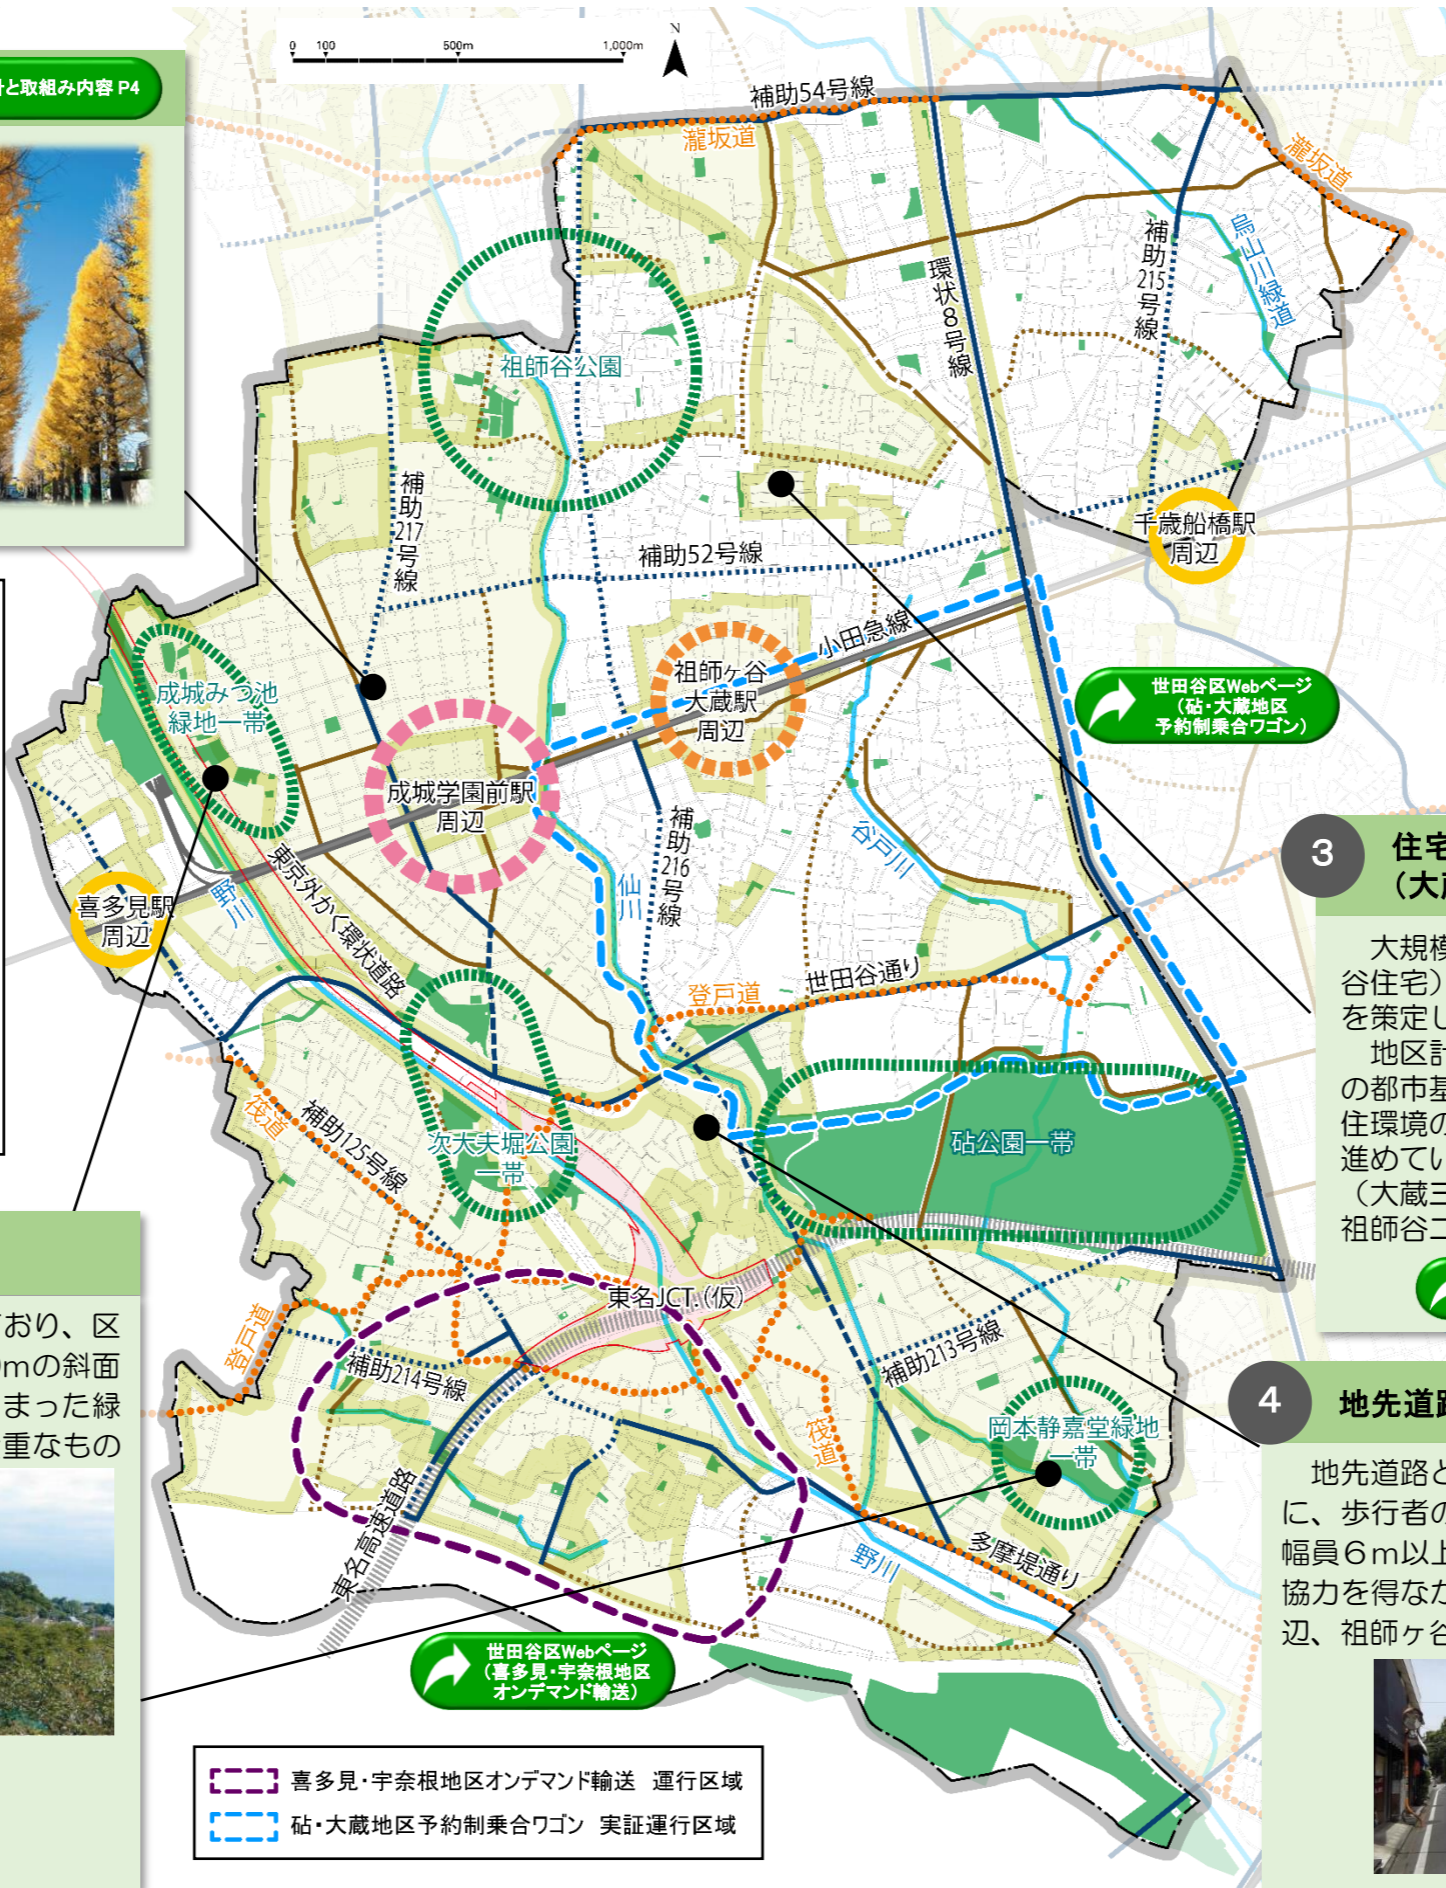 0 100 500m 1,000m
N
針と取組み内容 P4
補助54号線
瀧坂道
瀧坂道
烏山川緑道
補助215号線
環状8号線
祖師谷公園
補助217号線
千歳船橋駅
周辺
補助52号線
小田急線
祖師ヶ谷
大蔵駅
周辺
世田谷区Webページ
(砧・大蔵地区
予約制乗合ワゴン)
成城みつ池
緑地一帯
成城学園前駅
周辺
補助216号線
谷戸川
仙川
東京外かく環状道路
野川
喜多見駅
周辺
世田谷通り
登戸道
3
住宅
(大蔵
大規模
谷住宅)
を策定し
地区計
の都市基
住環境の
進めてい
(大蔵三
祖師谷二
筏道
補助125号線
次大夫堀公園
一帯
砧公園一帯
東名JCT.(仮)
登戸道
補助214号線
補助213号線
筏道
岡本静嘉堂緑地
一帯
東名高速道路
野川
多摩堤通り
おり、区
mの斜面
まった緑
重なもの
4
地先道路
地先道路と
に、歩行者の
幅員6m以上
協力を得なが
辺、祖師ヶ谷
世田谷区Webページ
(喜多見・宇奈根地区
オンデマンド輸送)
喜多見・宇奈根地区オンデマンド輸送 運行区域
砧・大蔵地区予約制乗合ワゴン 実証運行区域